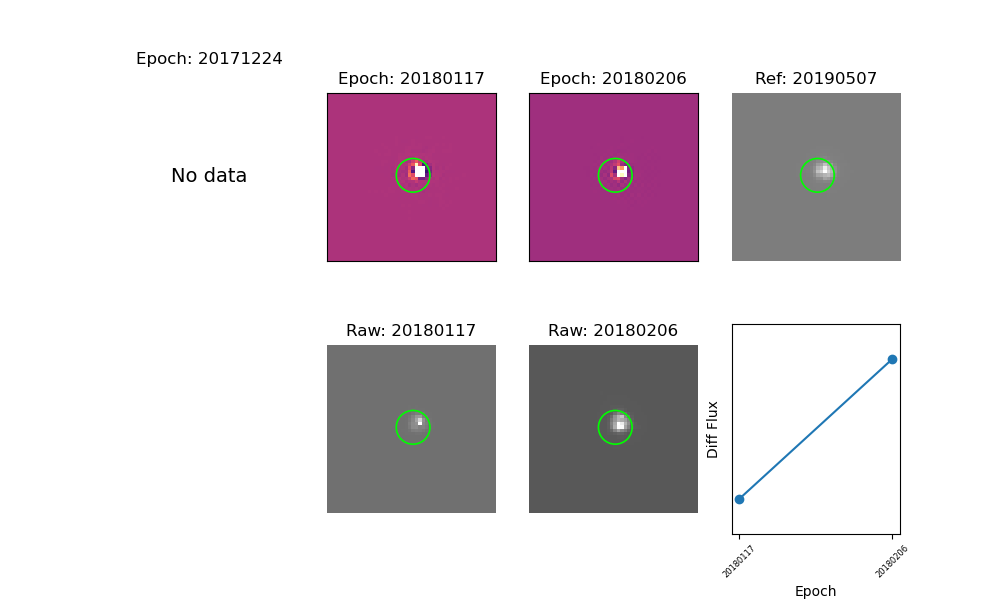 Epoch: 20171224
No data
Epoch: 20180117
Epoch: 20180206
Ref: 20190507
Raw: 20180117
Raw: 20180206
Diff Flux
20180117
20180206
Epoch